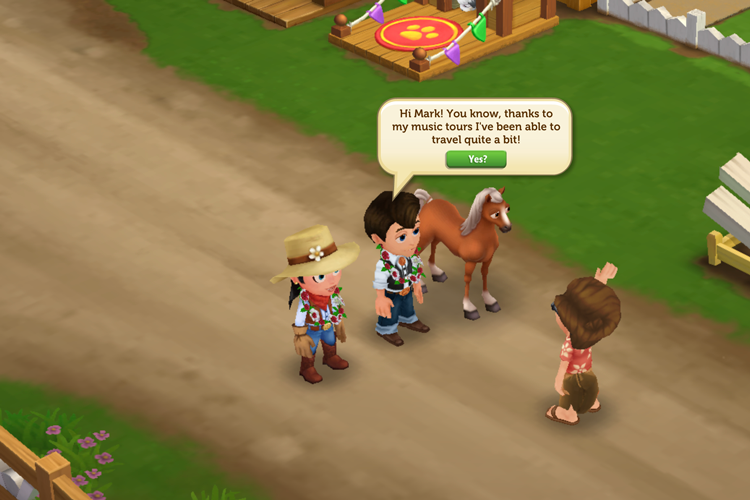 Hi Mark! You know, thanks to
my music tours I've been able to
travel quite a bit!
Yes?